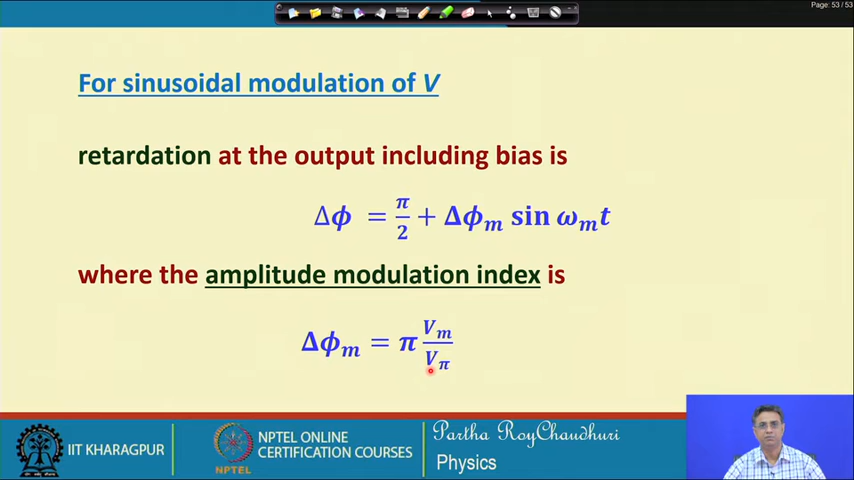 Page: 53 / 53
For sinusoidal modulation of V
retardation at the output including bias is
Δϕ = π/2 + Δϕₘ sin ωₘt
where the amplitude modulation index is
Δϕₘ = π Vₘ/V_π
IIT KHARAGPUR
NPTEL
NPTEL ONLINE
CERTIFICATION COURSES
Partha RoyChaudhuri
Physics